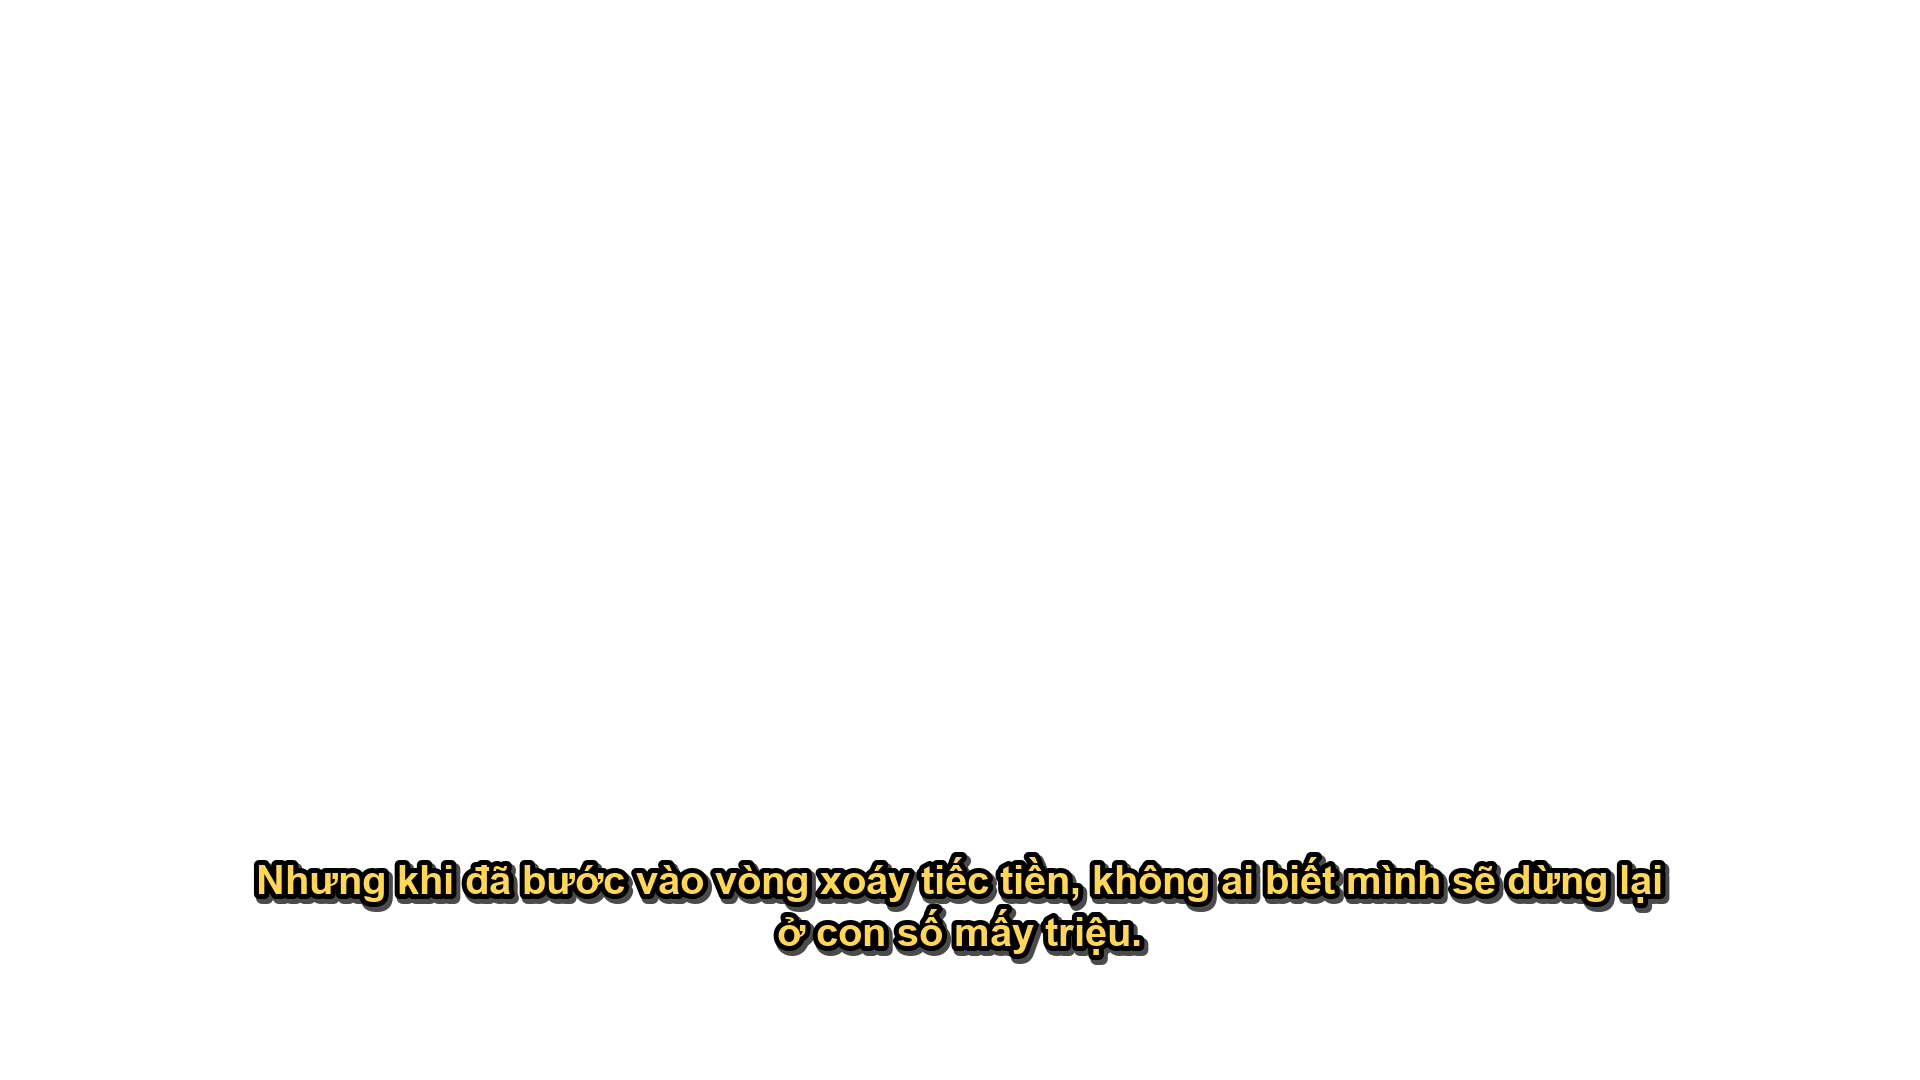 Nhưng khi đã bước vào vòng xoáy tiếc tiền, không ai biết mình sẽ dừng lại
ở con số mấy triệu.